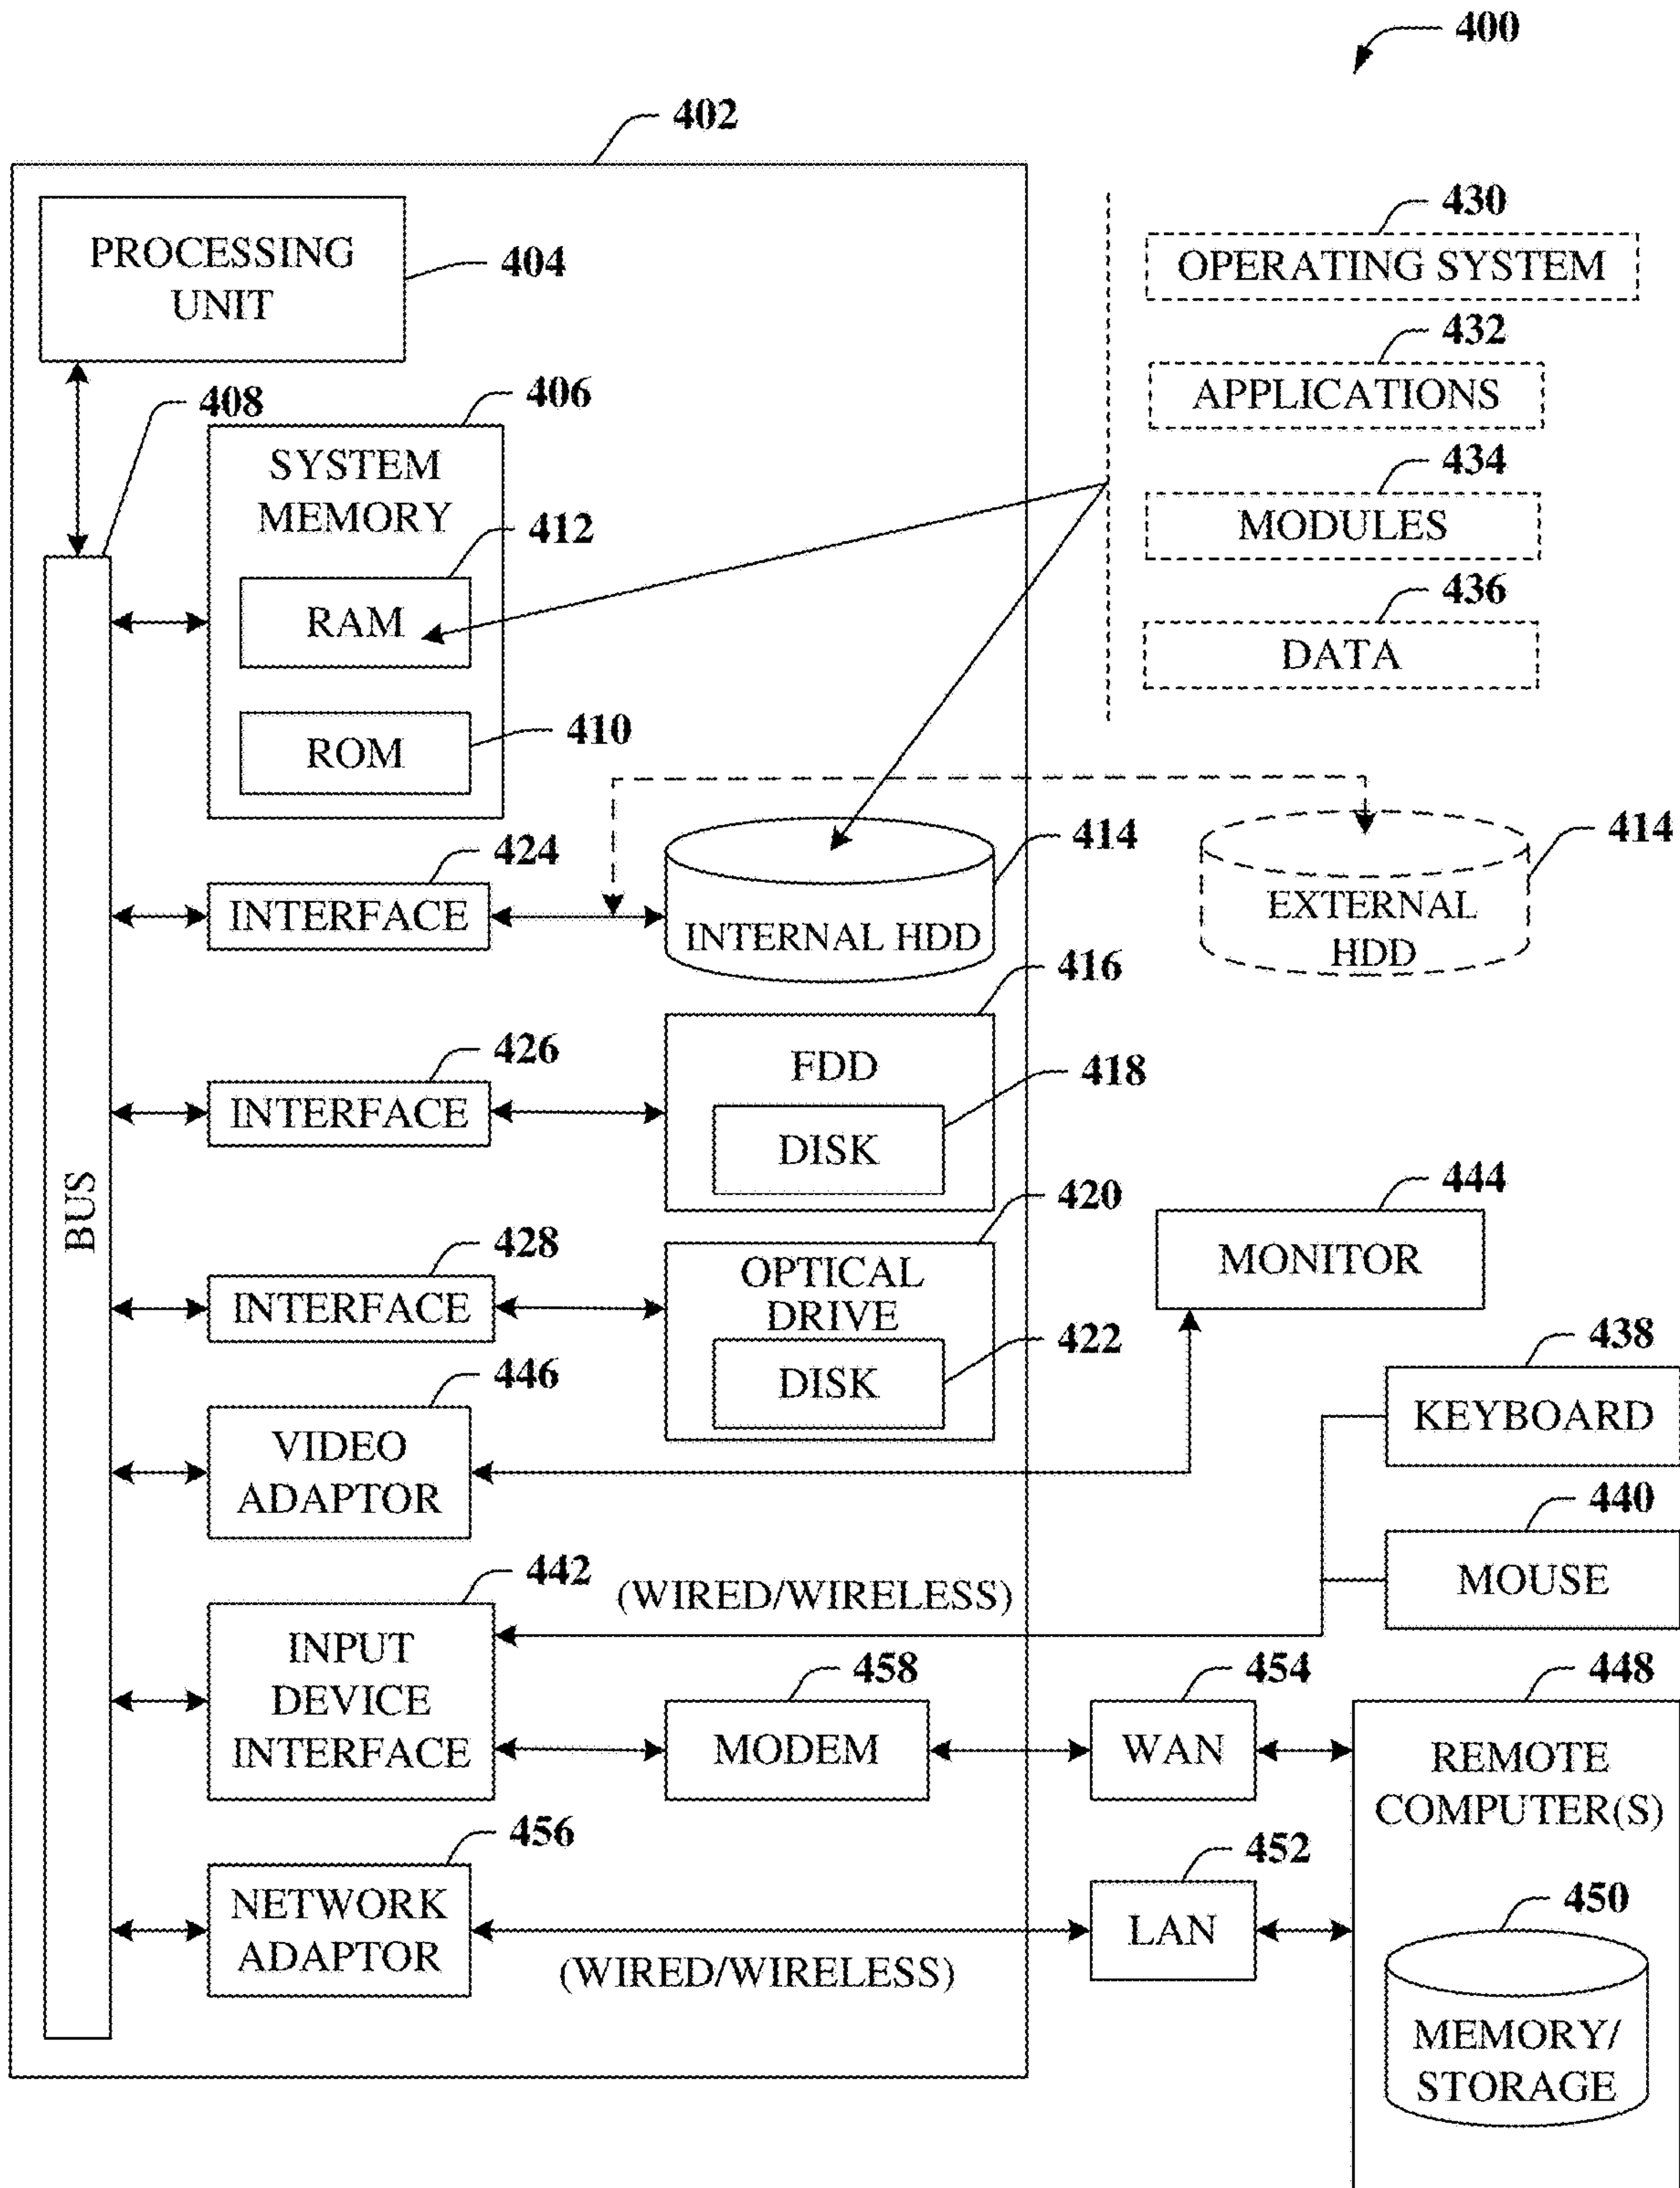 400
402
PROCESSING
UNIT
404
430
OPERATING SYSTEM
432
APPLICATIONS
434
MODULES
436
DATA
408
406
SYSTEM
MEMORY
412
RAM
410
ROM
424
INTERFACE
414
INTERNAL HDD
414
EXTERNAL
HDD
416
FDD
418
DISK
426
INTERFACE
BUS
420
OPTICAL
DRIVE
422
DISK
428
INTERFACE
444
MONITOR
438
KEYBOARD
446
VIDEO
ADAPTOR
440
MOUSE
442
(WIRED/WIRELESS)
INPUT
DEVICE
INTERFACE
458
MODEM
454
WAN
448
REMOTE
COMPUTER(S)
456
NETWORK
ADAPTOR
(WIRED/WIRELESS)
452
LAN
450
MEMORY/
STORAGE